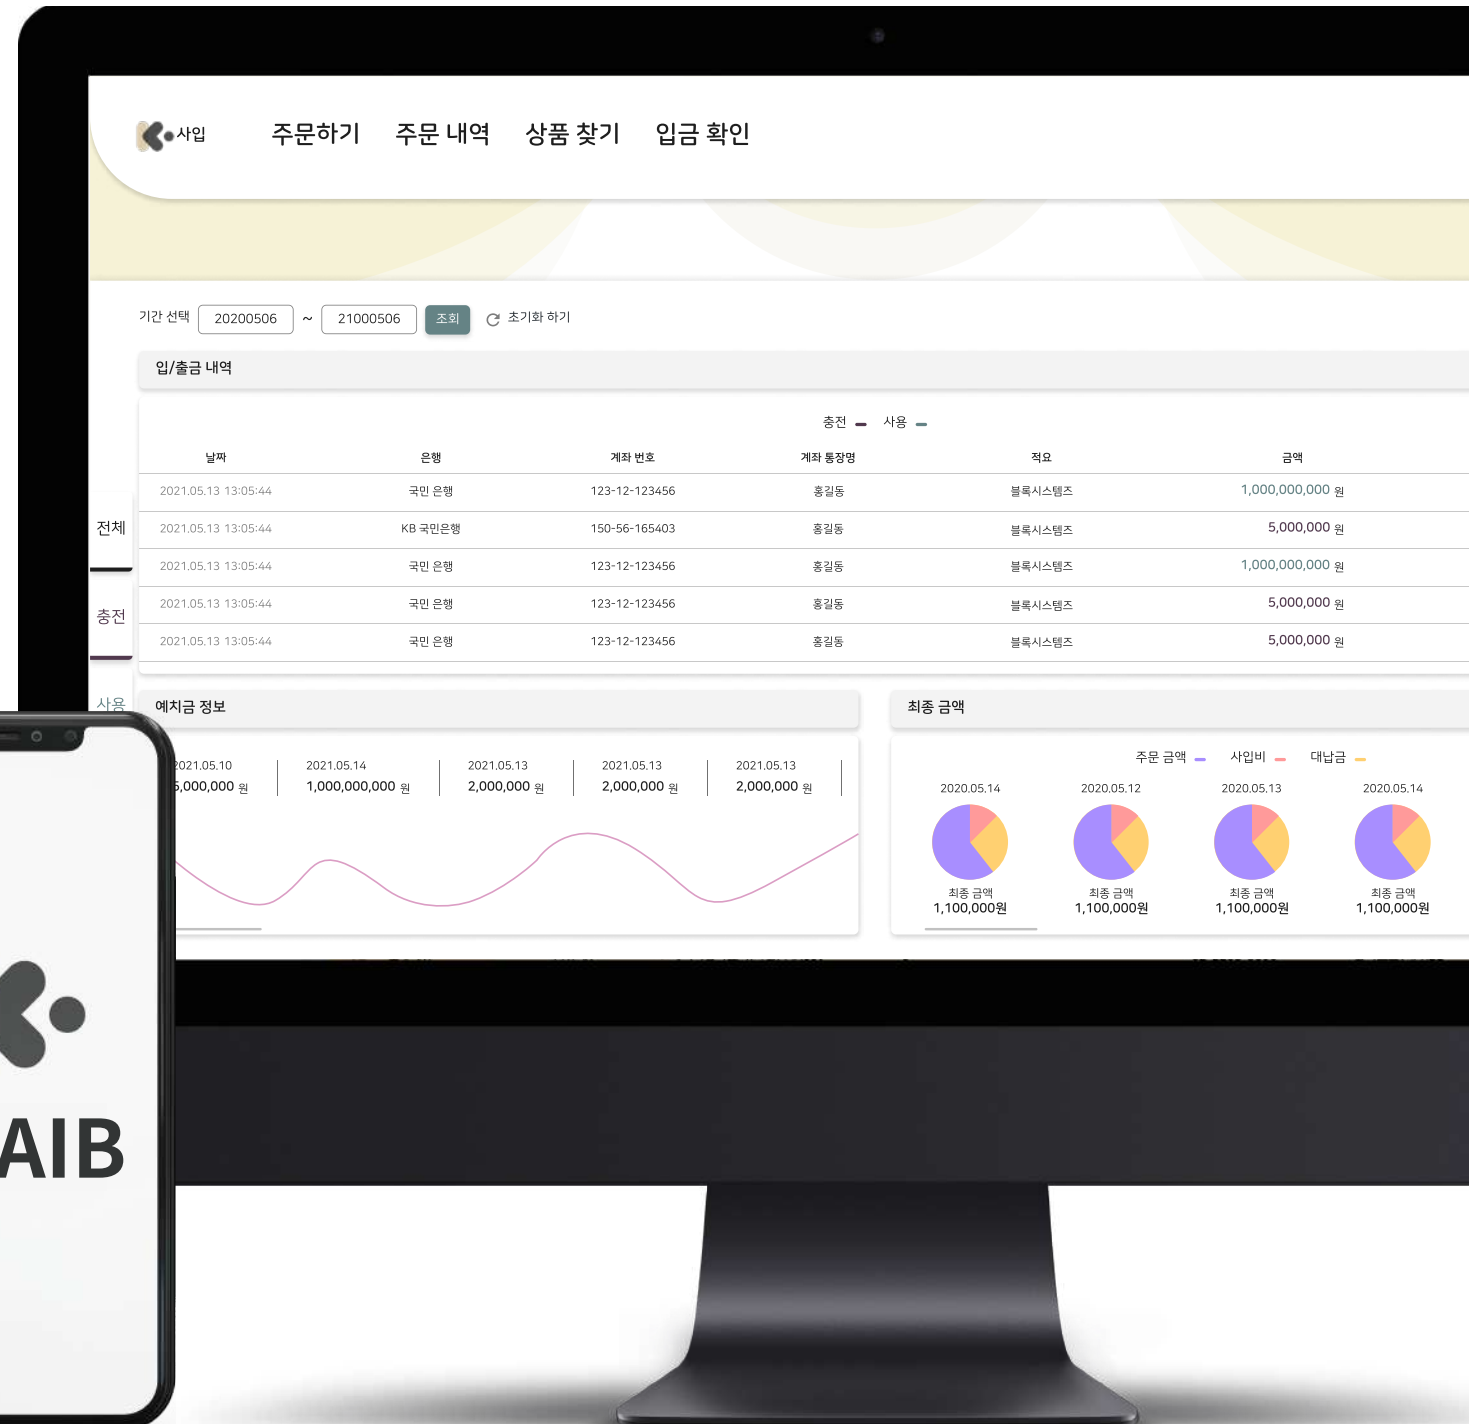 사입
주문하기 주문 내역 상품 찾기 입금 확인
기간 선택 20200506 ~ 21000506 조회 초기화 하기
입/출금 내역
충전 사용
날짜 은행 계좌 번호 계좌 통장명 적요 금액
2021.05.13 13:05:44 국민 은행 123-12-123456 홍길동 블록시스템즈 1,000,000,000 원
2021.05.13 13:05:44 KB 국민은행 150-56-165403 홍길동 블록시스템즈 5,000,000 원
2021.05.13 13:05:44 국민 은행 123-12-123456 홍길동 블록시스템즈 1,000,000,000 원
2021.05.13 13:05:44 국민 은행 123-12-123456 홍길동 블록시스템즈 5,000,000 원
2021.05.13 13:05:44 국민 은행 123-12-123456 홍길동 블록시스템즈 5,000,000 원
전체
충전
사용
예치금 정보
2021.05.10 2021.05.14 2021.05.13 2021.05.13 2021.05.13
5,000,000 원 1,000,000,000 원 2,000,000 원 2,000,000 원 2,000,000 원
최종 금액
주문 금액 사입비 대납금
2020.05.14 2020.05.12 2020.05.13 2020.05.14
최종 금액 최종 금액 최종 금액 최종 금액
1,100,000원 1,100,000원 1,100,000원 1,100,000원
AIB